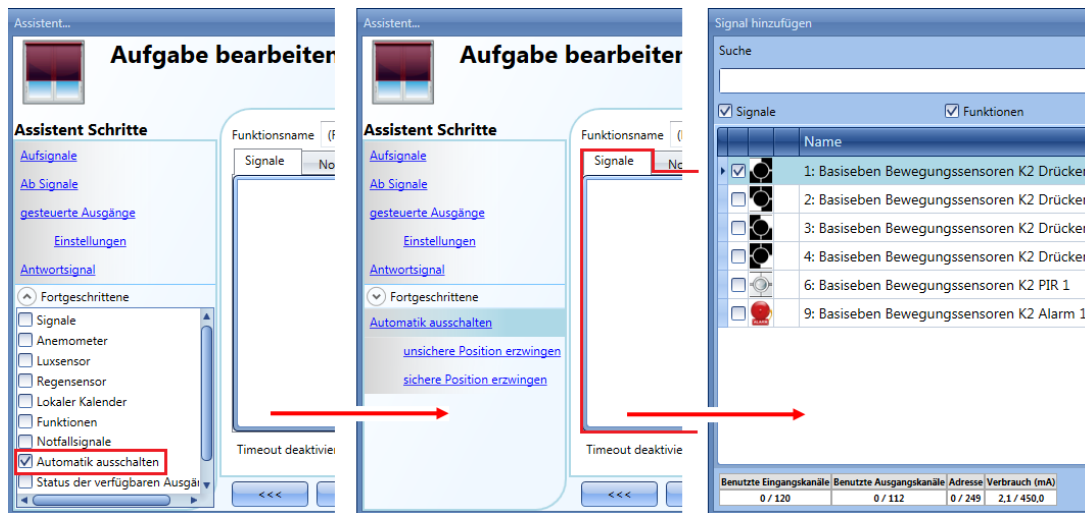 Assistent...
Aufgabe bearbeiten
Assistent Schritte
Aufsignale
Ab Signale
gesteuerte Ausgänge
Einstellungen
Antwortsignal
Fortgeschrittene
Signale
Anemometer
Luxsensor
Regensensor
Lokaler Kalender
Funktionen
Notfallsignale
Automatik ausschalten
Status der verfügbaren Ausgä
Funktionsname (F
Signale No
Timeout deaktivie
<<<
Assistent...
Aufgabe bearbeiten
Assistent Schritte
Aufsignale
Ab Signale
gesteuerte Ausgänge
Einstellungen
Antwortsignal
Fortgeschrittene
Automatik ausschalten
unsichere Position erzwingen
sichere Position erzwingen
Funktionsname (
Signale No
Timeout deaktivie
<<<
Signal hinzufügen
Suche
Signale Funktionen
Name
1: Basiseben Bewegungssensoren K2 Drücker
2: Basiseben Bewegungssensoren K2 Drücker
3: Basiseben Bewegungssensoren K2 Drücker
4: Basiseben Bewegungssensoren K2 Drücker
6: Basiseben Bewegungssensoren K2 PIR 1
9: Basiseben Bewegungssensoren K2 Alarm 1
Benutzte Eingangskanäle Benutzte Ausgangskanäle Adresse Verbrauch (mA)
0 / 120 0 / 112 0 / 249 2,1 / 450,0